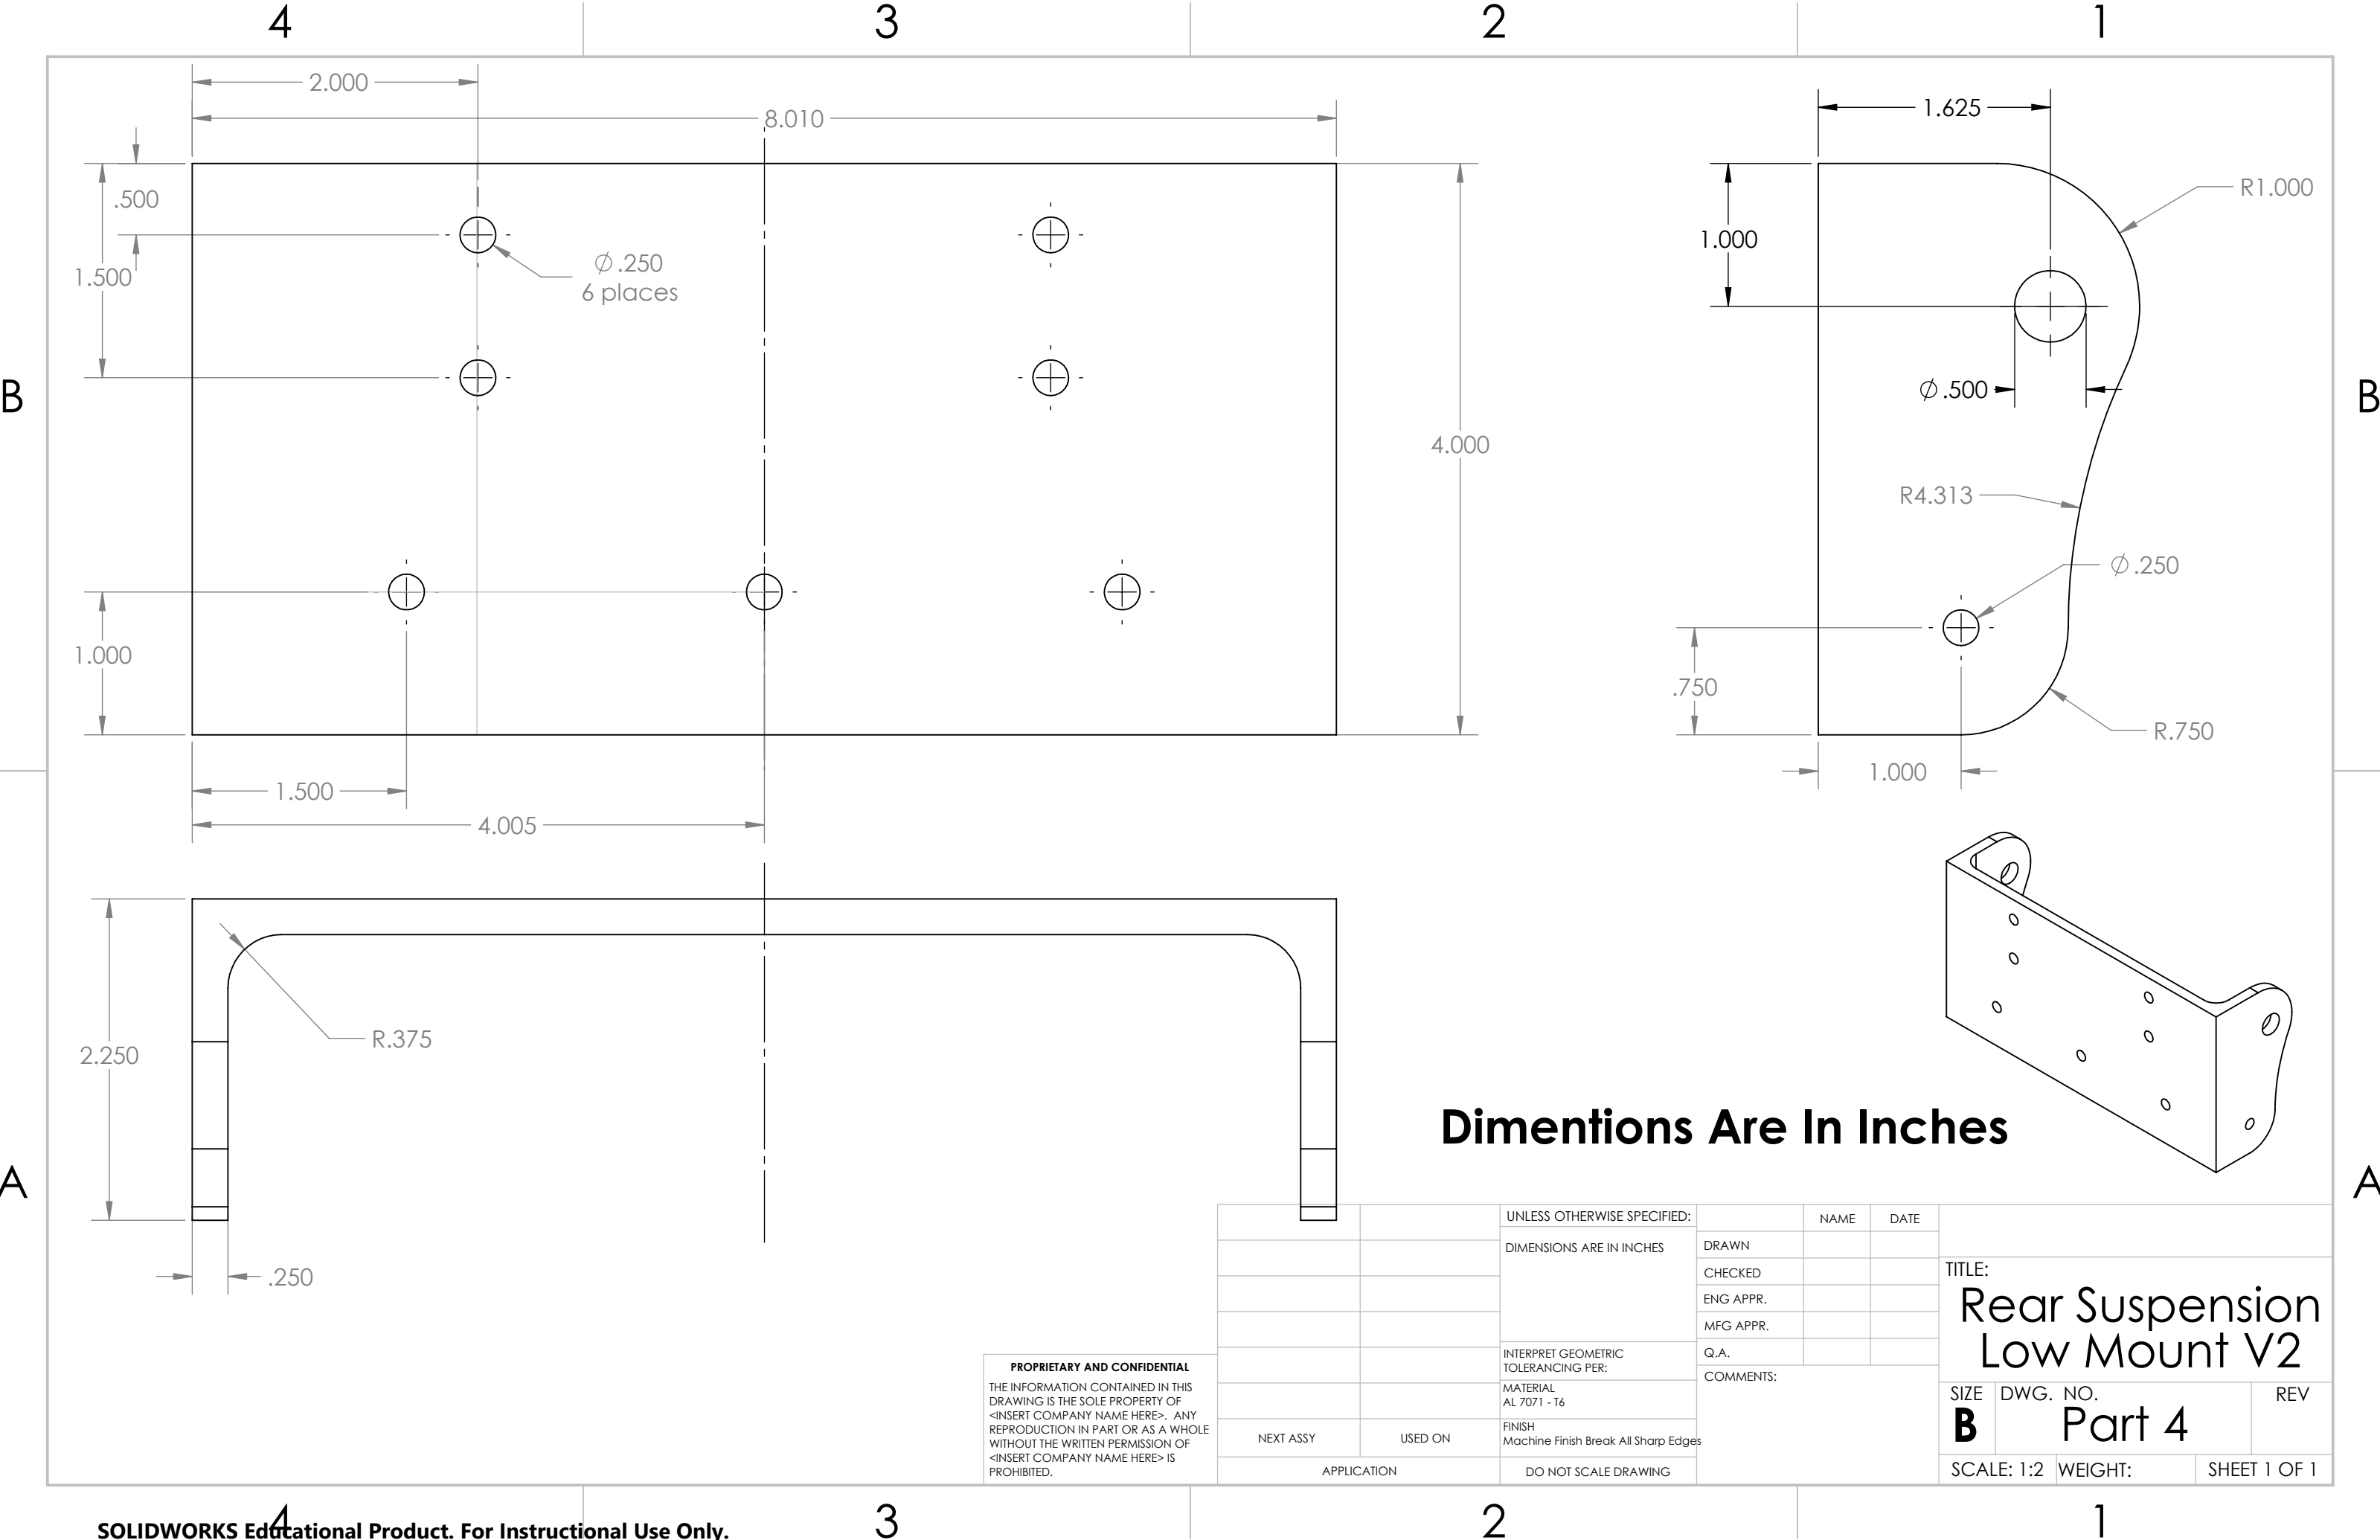 4 3 2 1
2.000
8.010
1.625
.500
R1.000
1.000
1.500
⌀.250
6 places
B
⌀.500
B
4.000
R4.313
⌀.250
1.000
.750
R.750
1.000
1.500
4.005
R.375
2.250
Dimentions Are In Inches
A
A
.250
UNLESS OTHERWISE SPECIFIED:
DIMENSIONS ARE IN INCHES
INTERPRET GEOMETRIC
TOLERANCING PER:
MATERIAL
AL 7071 - T6
FINISH
Machine Finish Break All Sharp Edges
DO NOT SCALE DRAWING
NAME DATE
DRAWN
CHECKED
ENG APPR.
MFG APPR.
Q.A.
COMMENTS:
TITLE:
Rear Suspension
Low Mount V2
SIZE DWG. NO. REV
B Part 4
SCALE: 1:2 WEIGHT: SHEET 1 OF 1
PROPRIETARY AND CONFIDENTIAL
THE INFORMATION CONTAINED IN THIS
DRAWING IS THE SOLE PROPERTY OF
<INSERT COMPANY NAME HERE>. ANY
REPRODUCTION IN PART OR AS A WHOLE
WITHOUT THE WRITTEN PERMISSION OF
<INSERT COMPANY NAME HERE> IS
PROHIBITED.
NEXT ASSY USED ON
APPLICATION
4 3 2 1
SOLIDWORKS Educational Product. For Instructional Use Only.